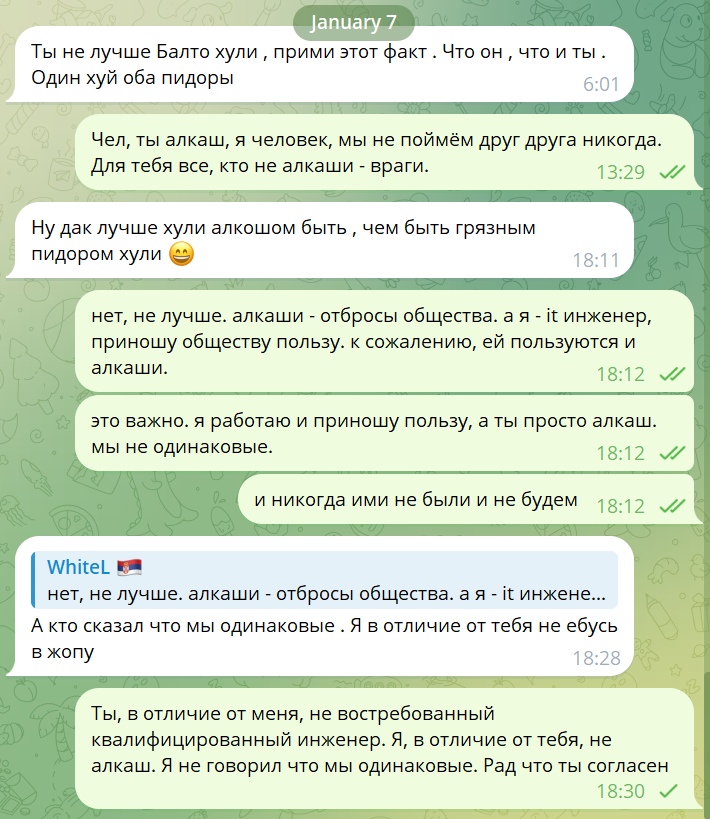 January 7
Ты не лучше Балто хули , прими этот факт . Что он , что и ты .
Один хуй оба пидоры
6:01
Чел, ты алкаш, я человек, мы не поймём друг друга никогда.
Для тебя все, кто не алкаши - враги.
13:29
Ну дак лучше хули алкошом быть , чем быть грязным
пидором хули 😄
18:11
нет, не лучше. алкаши - отбросы общества. а я - it инженер,
приношу обществу пользу. к сожалению, ей пользуются и
алкаши.
18:12
это важно. я работаю и приношу пользу, а ты просто алкаш.
мы не одинаковые.
18:12
и никогда ими не были и не будем
18:12
WhiteL 🇷🇸
нет, не лучше. алкаши - отбросы общества. а я - it инжене...
А кто сказал что мы одинаковые . Я в отличие от тебя не ебусь
в жопу
18:28
Ты, в отличие от меня, не востребованный
квалифицированный инженер. Я, в отличие от тебя, не
алкаш. Я не говорил что мы одинаковые. Рад что ты согласен
18:30